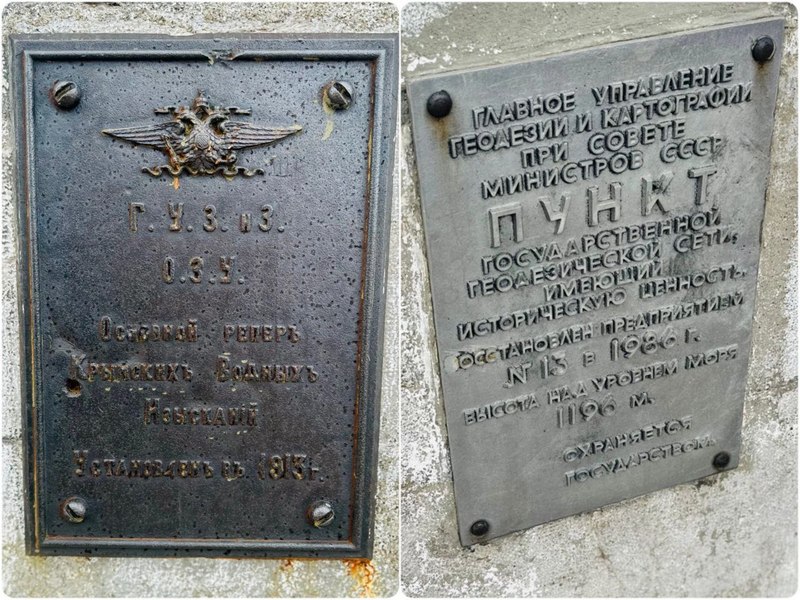 Г. У. З. и З.
О. З. У.
Основной реперъ
Крымскихъ Водныхъ
Изысканій
Установленъ въ 1913 г.
ГЛАВНОЕ УПРАВЛЕНИЕ
ГЕОДЕЗИИ И КАРТОГРАФИИ
ПРИ СОВЕТЕ
МИНИСТРОВ СССР
ПУНКТ
ГОСУДАРСТВЕННОЙ
ГЕОДЕЗИЧЕСКОЙ СЕТИ,
ИМЕЮЩИЙ
ИСТОРИЧЕСКУЮ ЦЕННОСТЬ.
ВОССТАНОВЛЕН ПРЕДПРИЯТИЕМ
№ 13 В 1986 Г.
ВЫСОТА НАД УРОВНЕМ МОРЯ
1196 М.
ОХРАНЯЕТСЯ
ГОСУДАРСТВОМ.